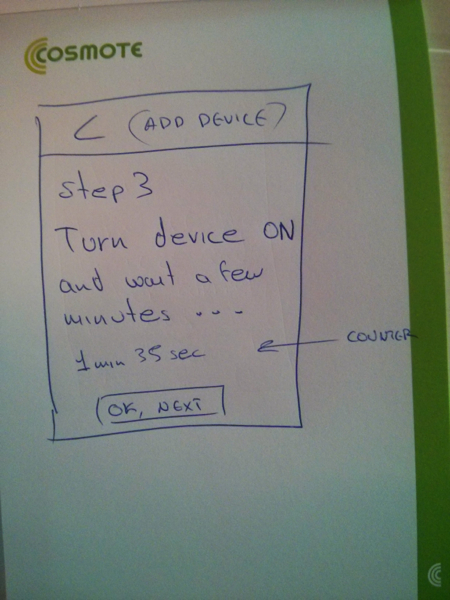 COSMOTE
< (ADD DEVICE)
Step 3
Turn device ON
and wait a few
minutes ...
1 min 35 sec
COUNTER
OK, NEXT